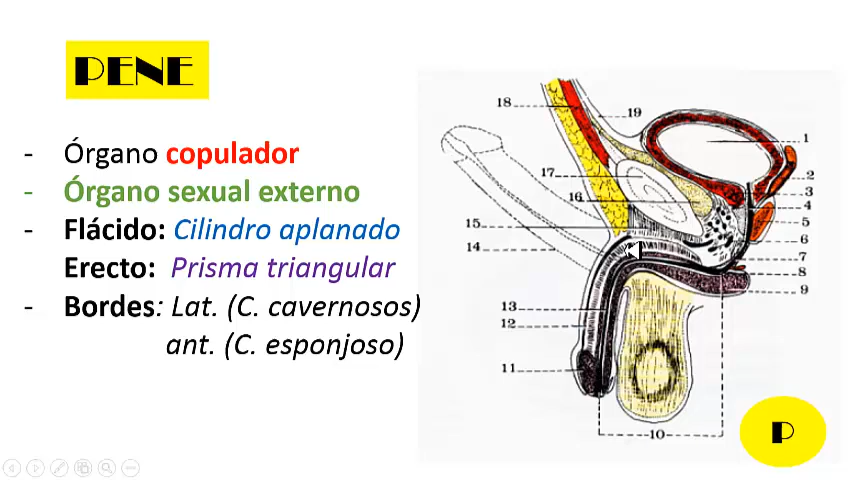 PENE
- Órgano copulador
- Órgano sexual externo
- Flácido: Cilindro aplanado
Erecto: Prisma triangular
- Bordes: Lat. (C. cavernosos)
ant. (C. esponjoso)
18
19
1
17
2
16
3
4
5
15
6
14
7
8
9
13
12
11
10
P